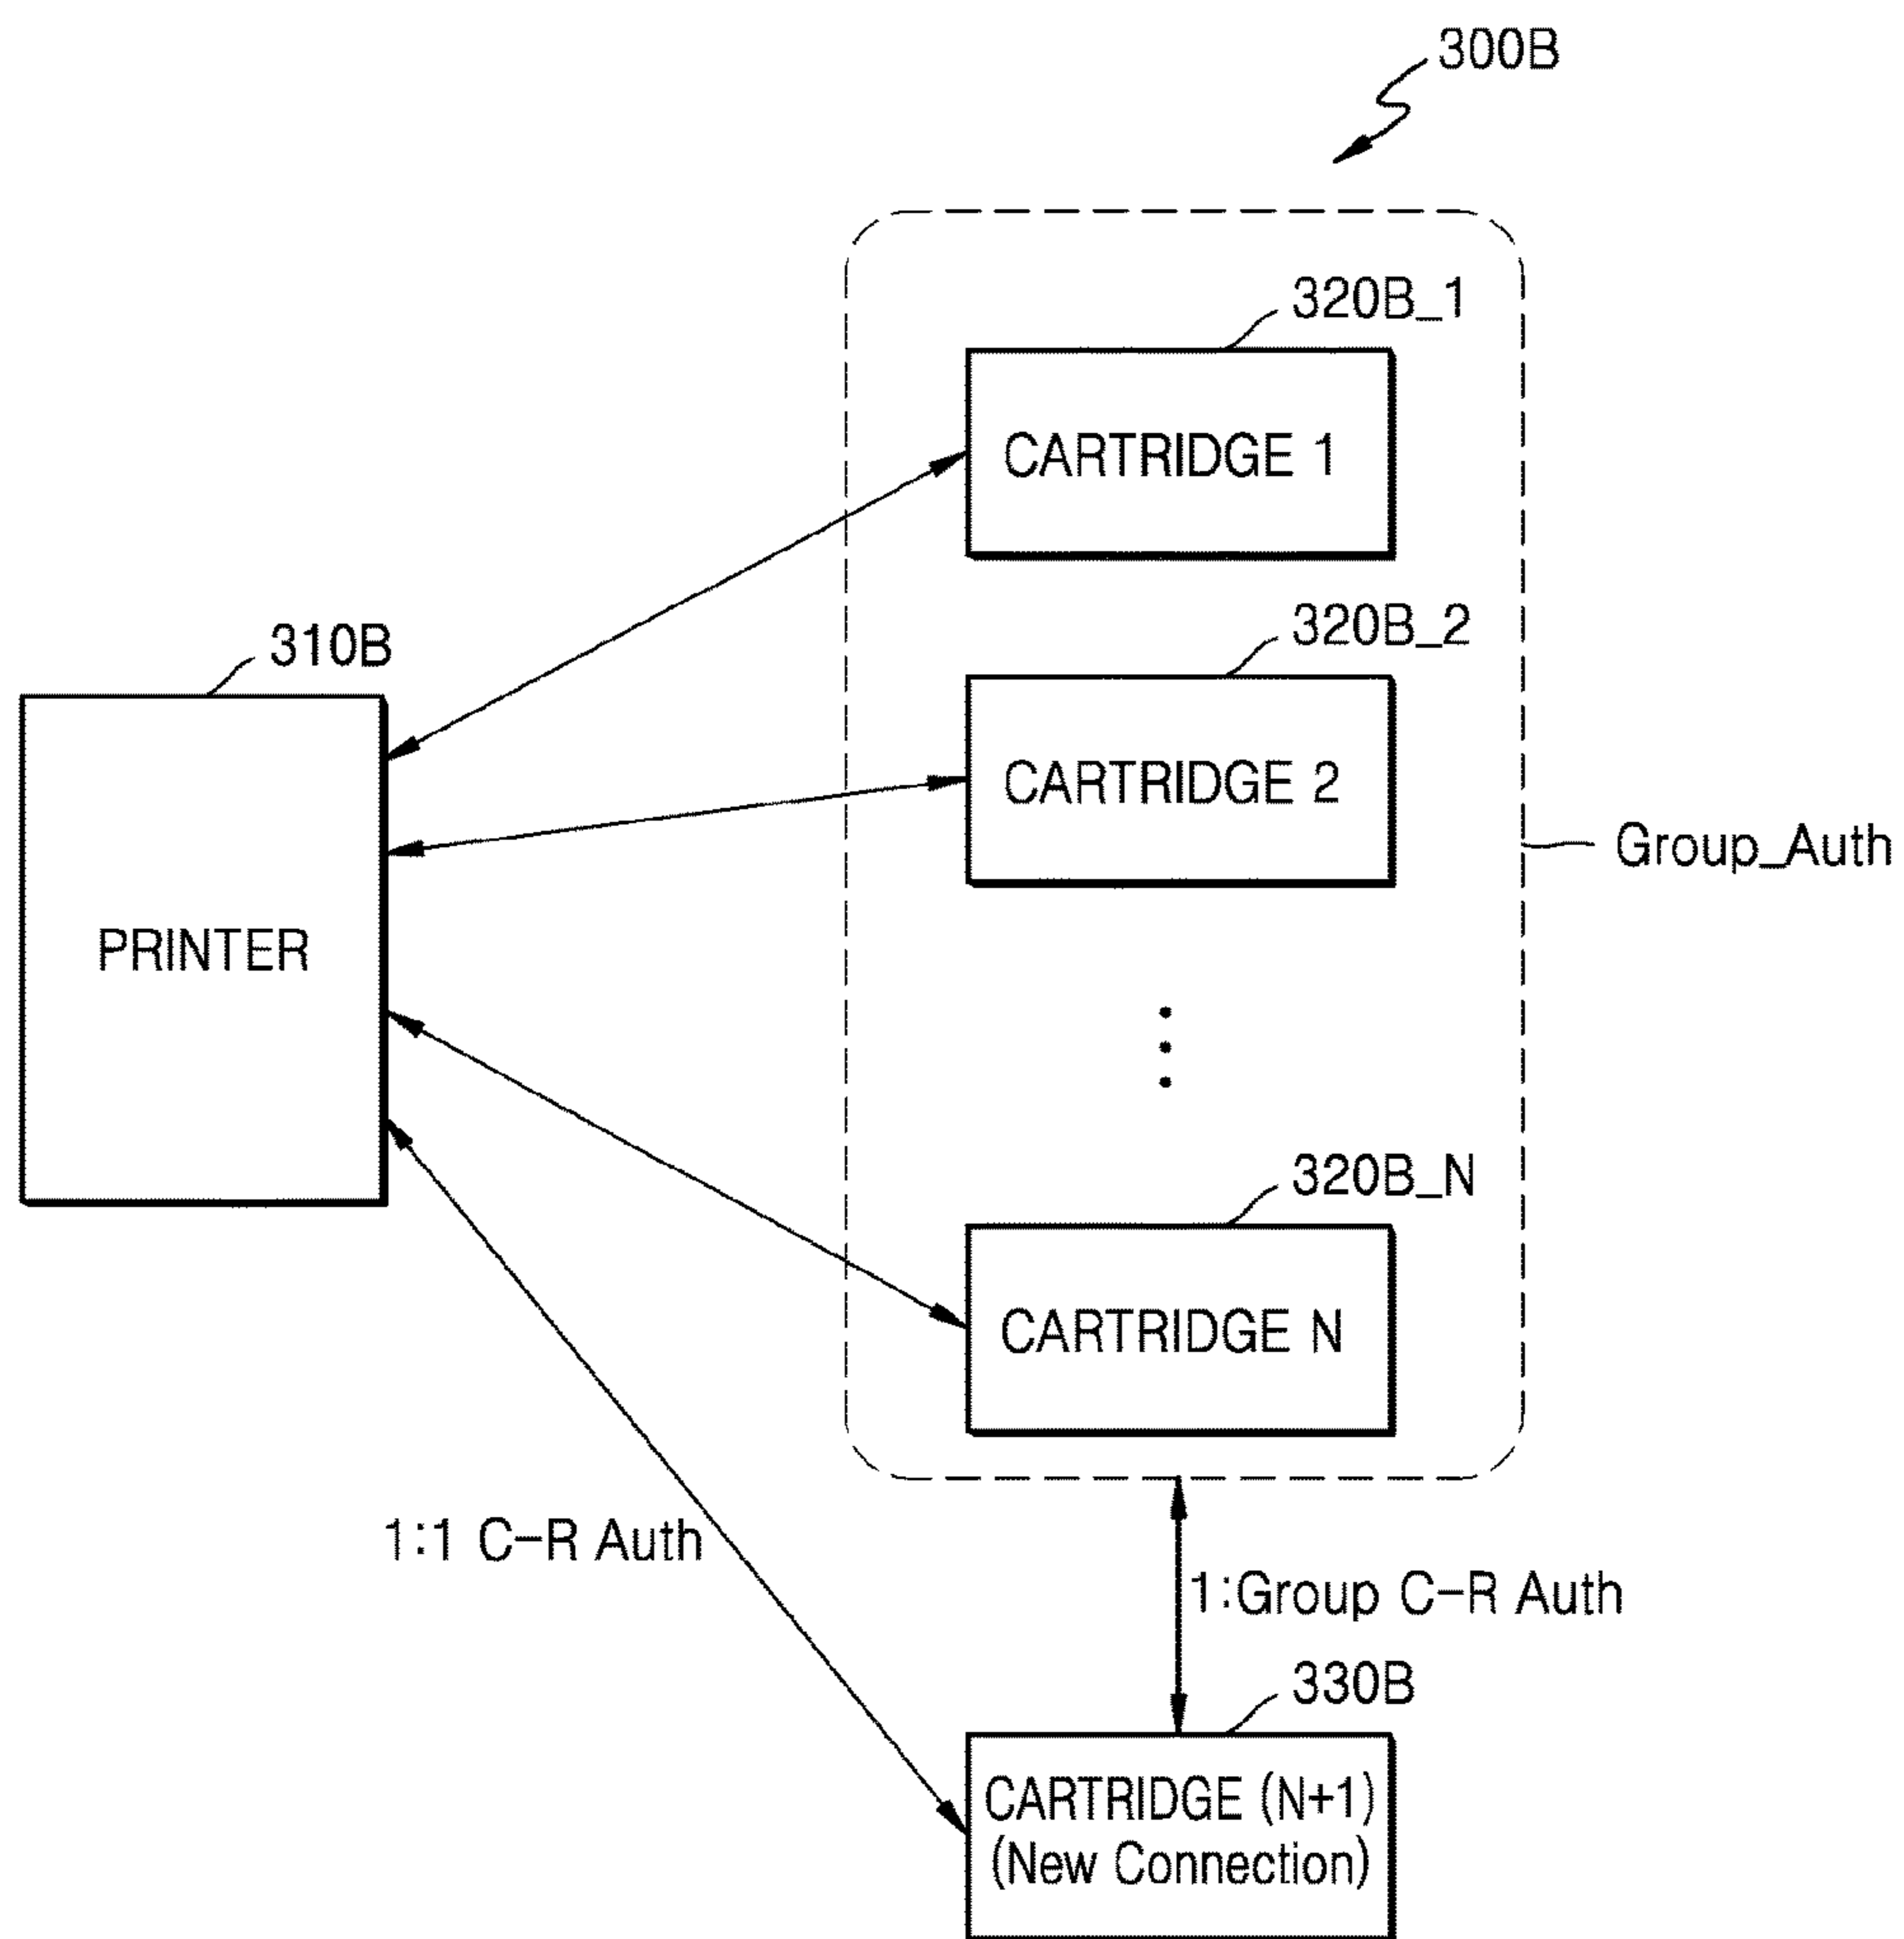 300B
320B_1
CARTRIDGE 1
320B_2
310B
CARTRIDGE 2
Group_Auth
PRINTER
320B_N
CARTRIDGE N
1:1 C-R Auth
1:Group C-R Auth
330B
CARTRIDGE (N+1)
(New Connection)